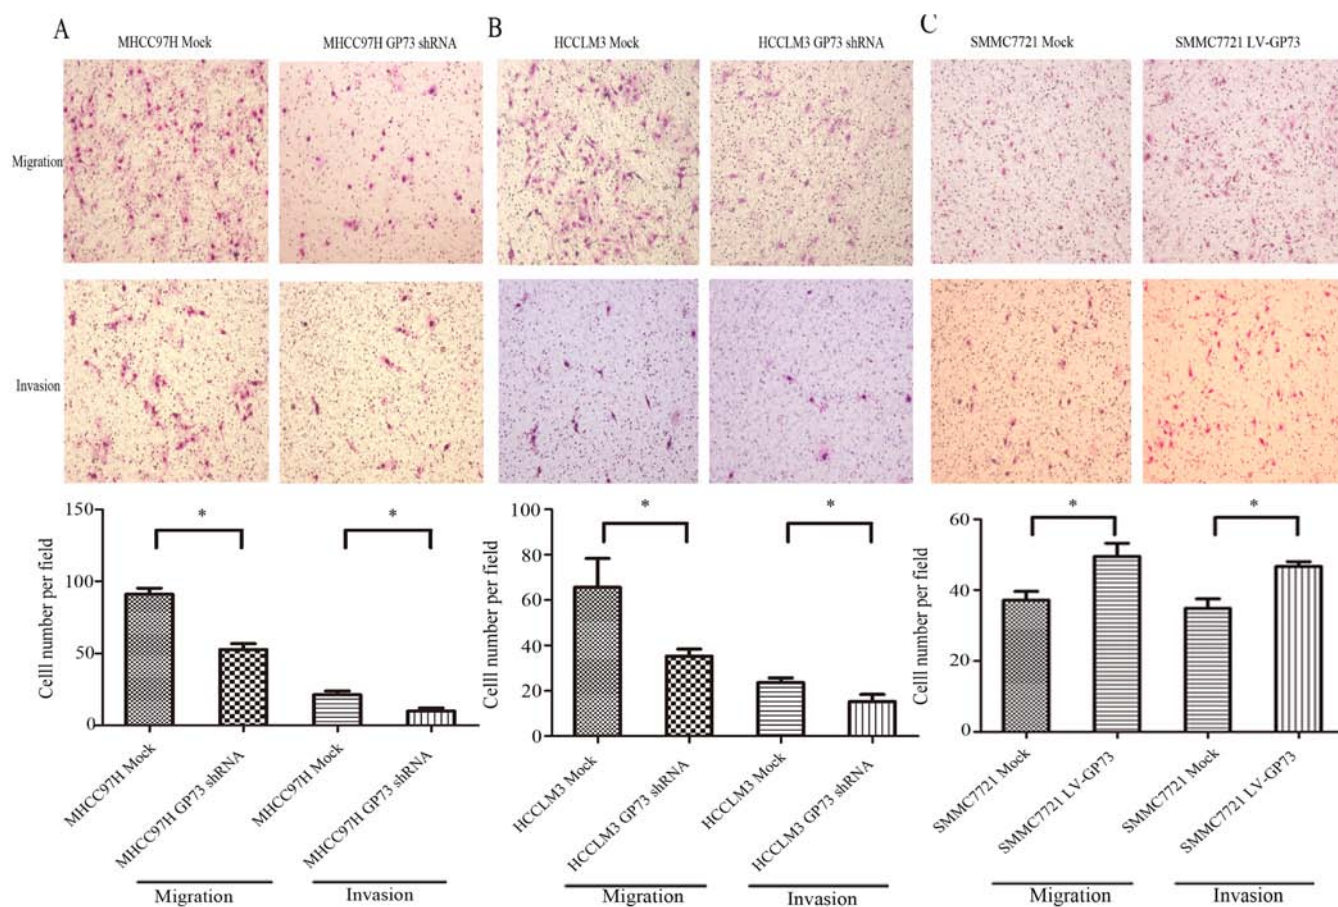 A
MHCC97H Mock
MHCC97H GP73 shRNA
B
HCCLM3 Mock
HCCLM3 GP73 shRNA
C
SMMC7721 Mock
SMMC7721 LV-GP73
Migration
Invasion
Celll number per field
150
100
50
0
*
*
MHCC97H Mock
MHCC97H GP73 shRNA
MHCC97H Mock
MHCC97H GP73 shRNA
Migration
Invasion
Celll number per field
100
80
60
40
20
0
*
*
HCCLM3 Mock
HCCLM3 GP73 shRNA
HCCLM3 Mock
HCCLM3 GP73 shRNA
Migration
Invasion
Celll number per field
60
40
20
0
*
*
SMMC7721 Mock
SMMC7721 LV-GP73
SMMC7721 Mock
SMMC7721 LV-GP73
Migration
Invasion